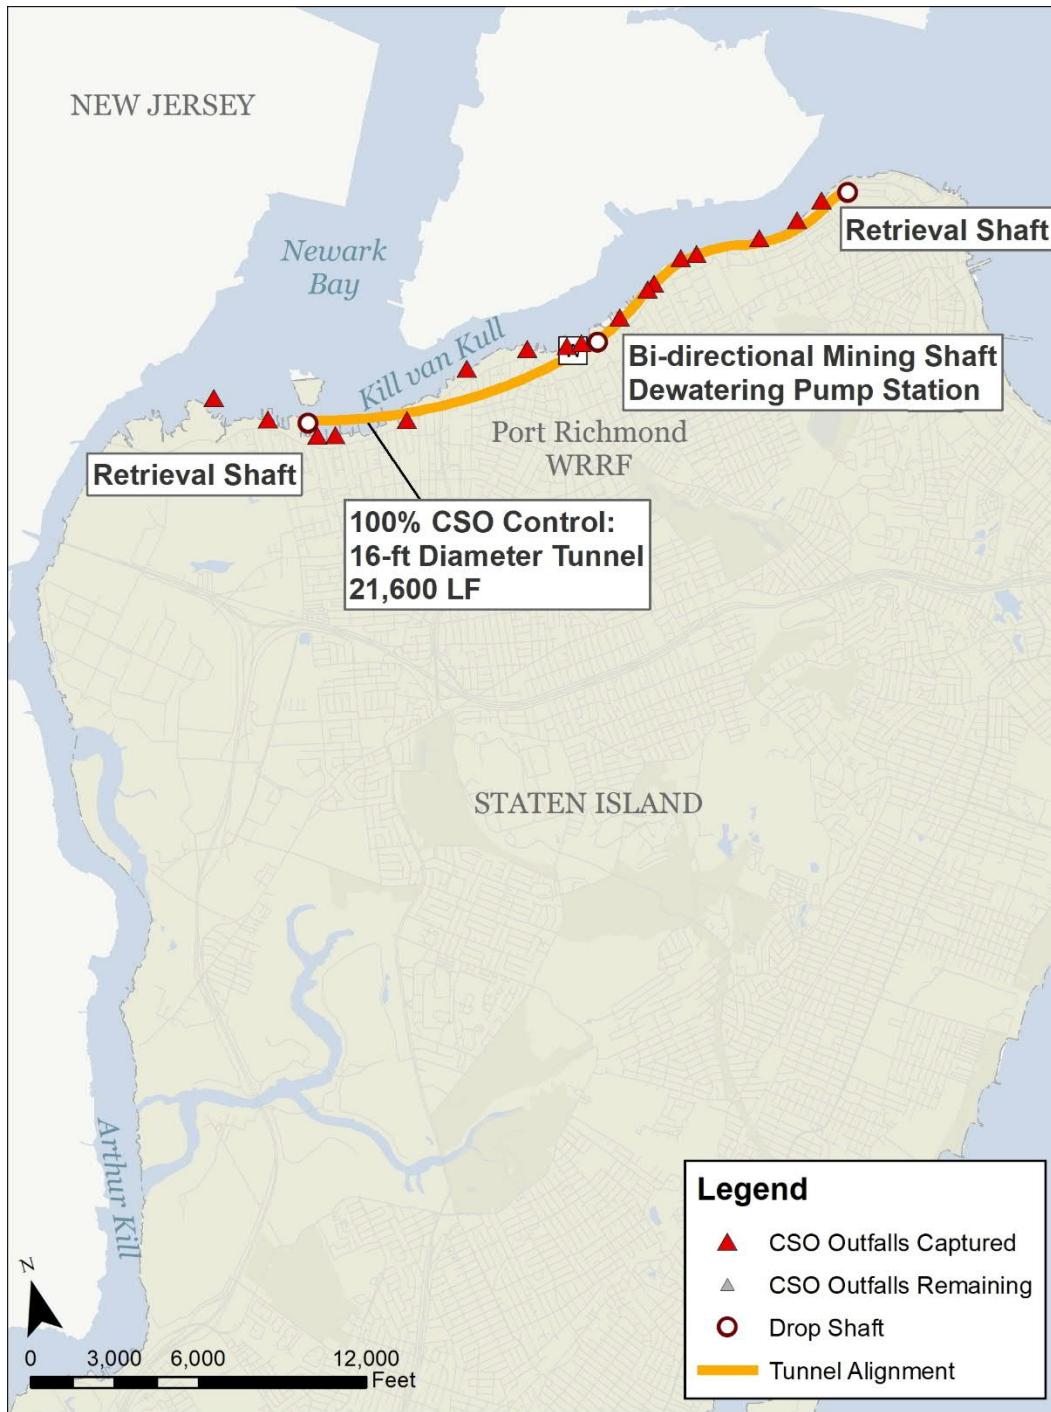 NEW JERSEY
Newark
Bay
Retrieval Shaft
Kill van Kull
Bi-directional Mining Shaft
Dewatering Pump Station
Port Richmond
WRRF
Retrieval Shaft
100% CSO Control:
16-ft Diameter Tunnel
21,600 LF
STATEN ISLAND
Arthur Kill
Legend
CSO Outfalls Captured
CSO Outfalls Remaining
Drop Shaft
Tunnel Alignment
N
0 3,000 6,000 12,000
Feet